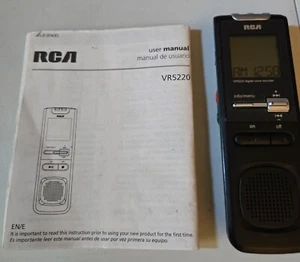 RCA
user manual
manual de usuario
VR5220
EN/E
It is important to read this instruction prior to using your new product for the first time.
Es importante leer este manual antes de usar por vez primera su equipo.
RCA
12:58